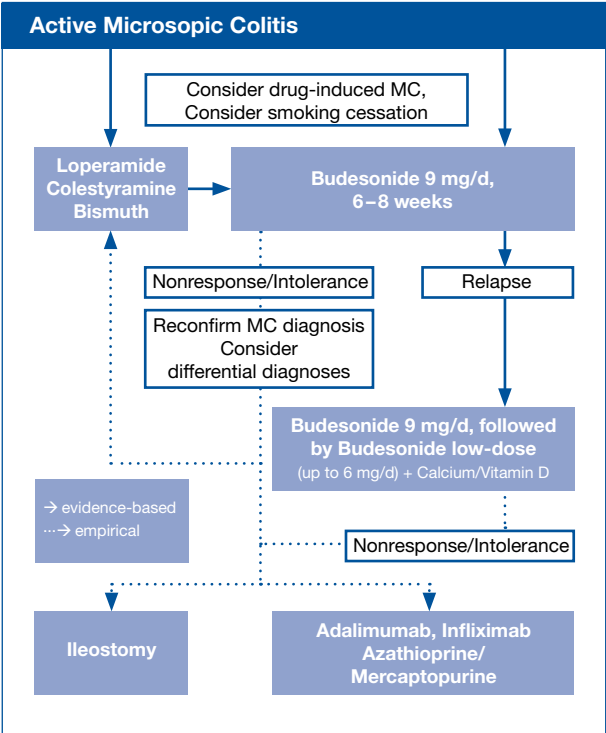 Active Microsopic Colitis
Consider drug-induced MC,
Consider smoking cessation
Loperamide
Colestyramine
Bismuth
Budesonide 9 mg/d,
6–8 weeks
Nonresponse/Intolerance
Relapse
Reconfirm MC diagnosis
Consider
differential diagnoses
Budesonide 9 mg/d, followed
by Budesonide low-dose
(up to 6 mg/d) + Calcium/Vitamin D
→ evidence-based
···→ empirical
Nonresponse/Intolerance
Ileostomy
Adalimumab, Infliximab
Azathioprine/
Mercaptopurine